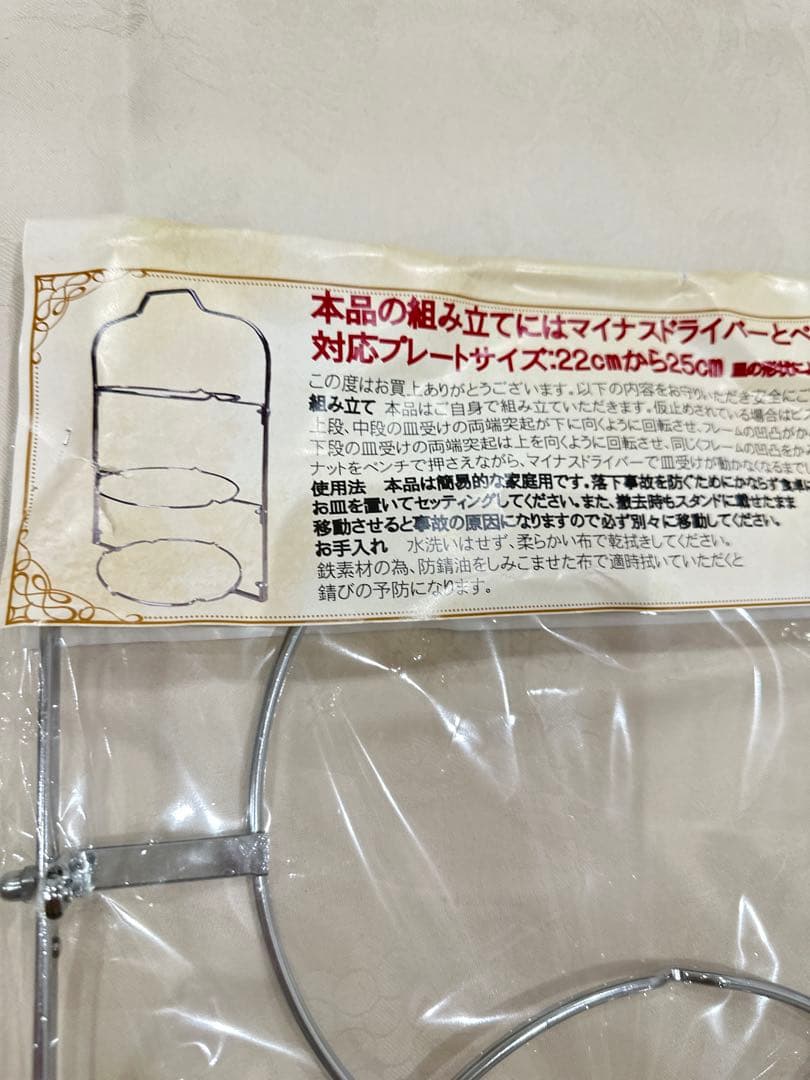 本品の組み立てにはマイナスドライバーとペ
対応プレートサイズ:22cmから25cm 皿の形状によ
この度はお買上ありがとうございます。以下の内容をお守りいただき安全にご
組み立て 本品はご自身で組み立ていただきます。仮止めされている場合はビ
上段、中段の皿受けの両端突起が下に向くように回転させ、フレームの凹凸がか
下段の皿受けの両端突起は上を向くように回転させ、同じくフレームの凹凸をかみ
ナットをペンチで押さえながら、マイナスドライバーで皿受けが動かなくなるまで
使用法 本品は簡易的な家庭用です。落下事故を防ぐためにかならず食卓に
お皿を置いてセッティングしてください。また、撤去時もスタンドに載せたまま
移動させると事故の原因になりますので必ず別々に移動してください。
お手入れ 水洗いはせず、柔らかい布で乾拭きしてください。
鉄素材の為、防錆油をしみこませた布で適時拭いていただくと
錆びの予防になります。